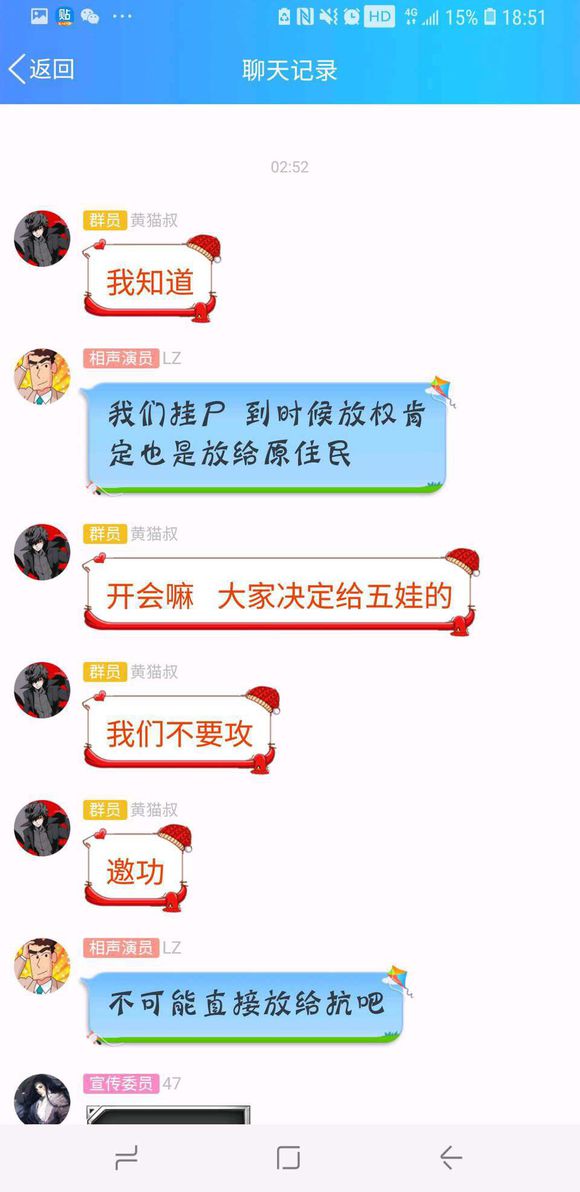 贴 HD 4G 15% 18:51
返回 聊天记录
02:52
群员 黄猫叔
我知道
相声演员 LZ
我们挂尸 到时候放权肯
定也是放给原住民
群员 黄猫叔
开会嘛 大家决定给五娃的
群员 黄猫叔
我们不要攻
群员 黄猫叔
邀功
相声演员 LZ
不可能直接放给抗吧
宣传委员 47